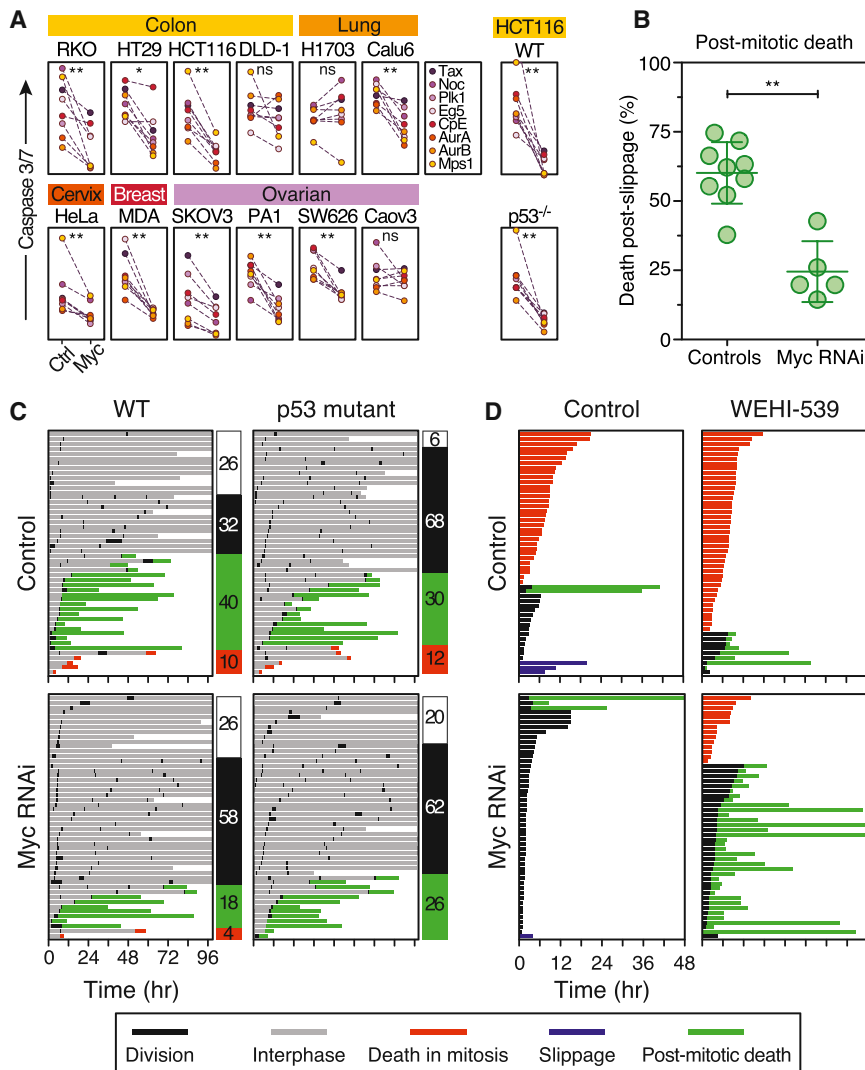 A
Colon
Lung
HCT116
RKO HT29 HCT116 DLD-1 H1703 Calu6
WT
** * ** ns ns **
**
Tax
Noc
Plk1
Eg5
CpE
AurA
AurB
Mps1
Caspase 3/7
Cervix Breast Ovarian
HeLa MDA SKOV3 PA1 SW626 Caov3
p53-/-
** ** ** ** ** ns
**
Ctrl Myc
B
Post-mitotic death
Death post-slippage (%)
100
75
50
25
0
**
Controls Myc RNAi
C
WT p53 mutant
Control
26
32
40
10
6
68
30
12
Myc RNAi
26
58
18
4
20
62
26
0 24 48 72 96
Time (hr)
D
Control WEHI-539
Control
Myc RNAi
0 12 24 36 48
Time (hr)
Division Interphase Death in mitosis Slippage Post-mitotic death